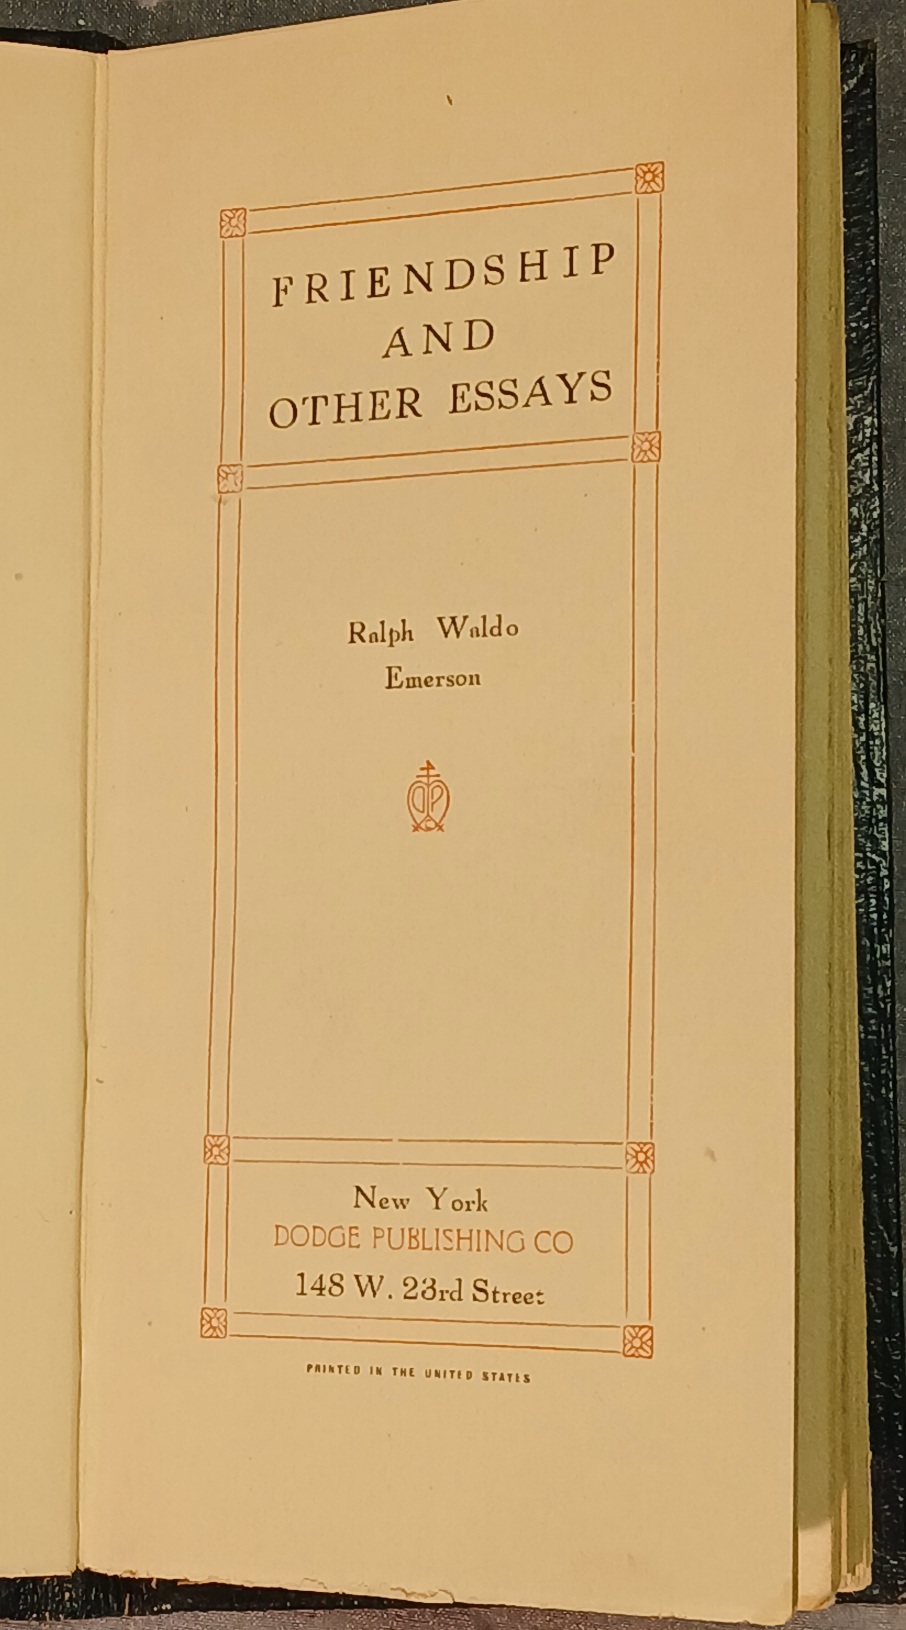 FRIENDSHIP
AND
OTHER ESSAYS
Ralph Waldo
Emerson
DP
New York
DODGE PUBLISHING CO
148 W. 23rd Street
PRINTED IN THE UNITED STATES